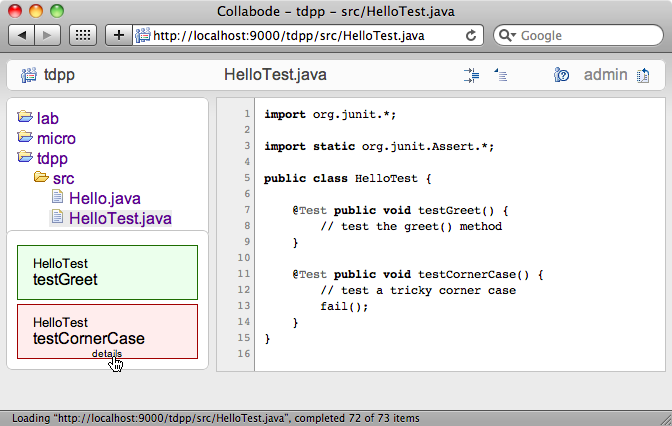 Collabode – tdpp – src/HelloTest.java
http://localhost:9000/tdpp/src/HelloTest.java
Google
tdpp
HelloTest.java
admin
lab
micro
tdpp
src
Hello.java
HelloTest.java
HelloTest
testGreet
HelloTest
testCornerCase
details
1 import org.junit.*;
2
3 import static org.junit.Assert.*;
4
5 public class HelloTest {
6
7 @Test public void testGreet() {
8 // test the greet() method
9 }
10
11 @Test public void testCornerCase() {
12 // test a tricky corner case
13 fail();
14 }
15 }
16
Loading "http://localhost:9000/tdpp/src/HelloTest.java", completed 72 of 73 items